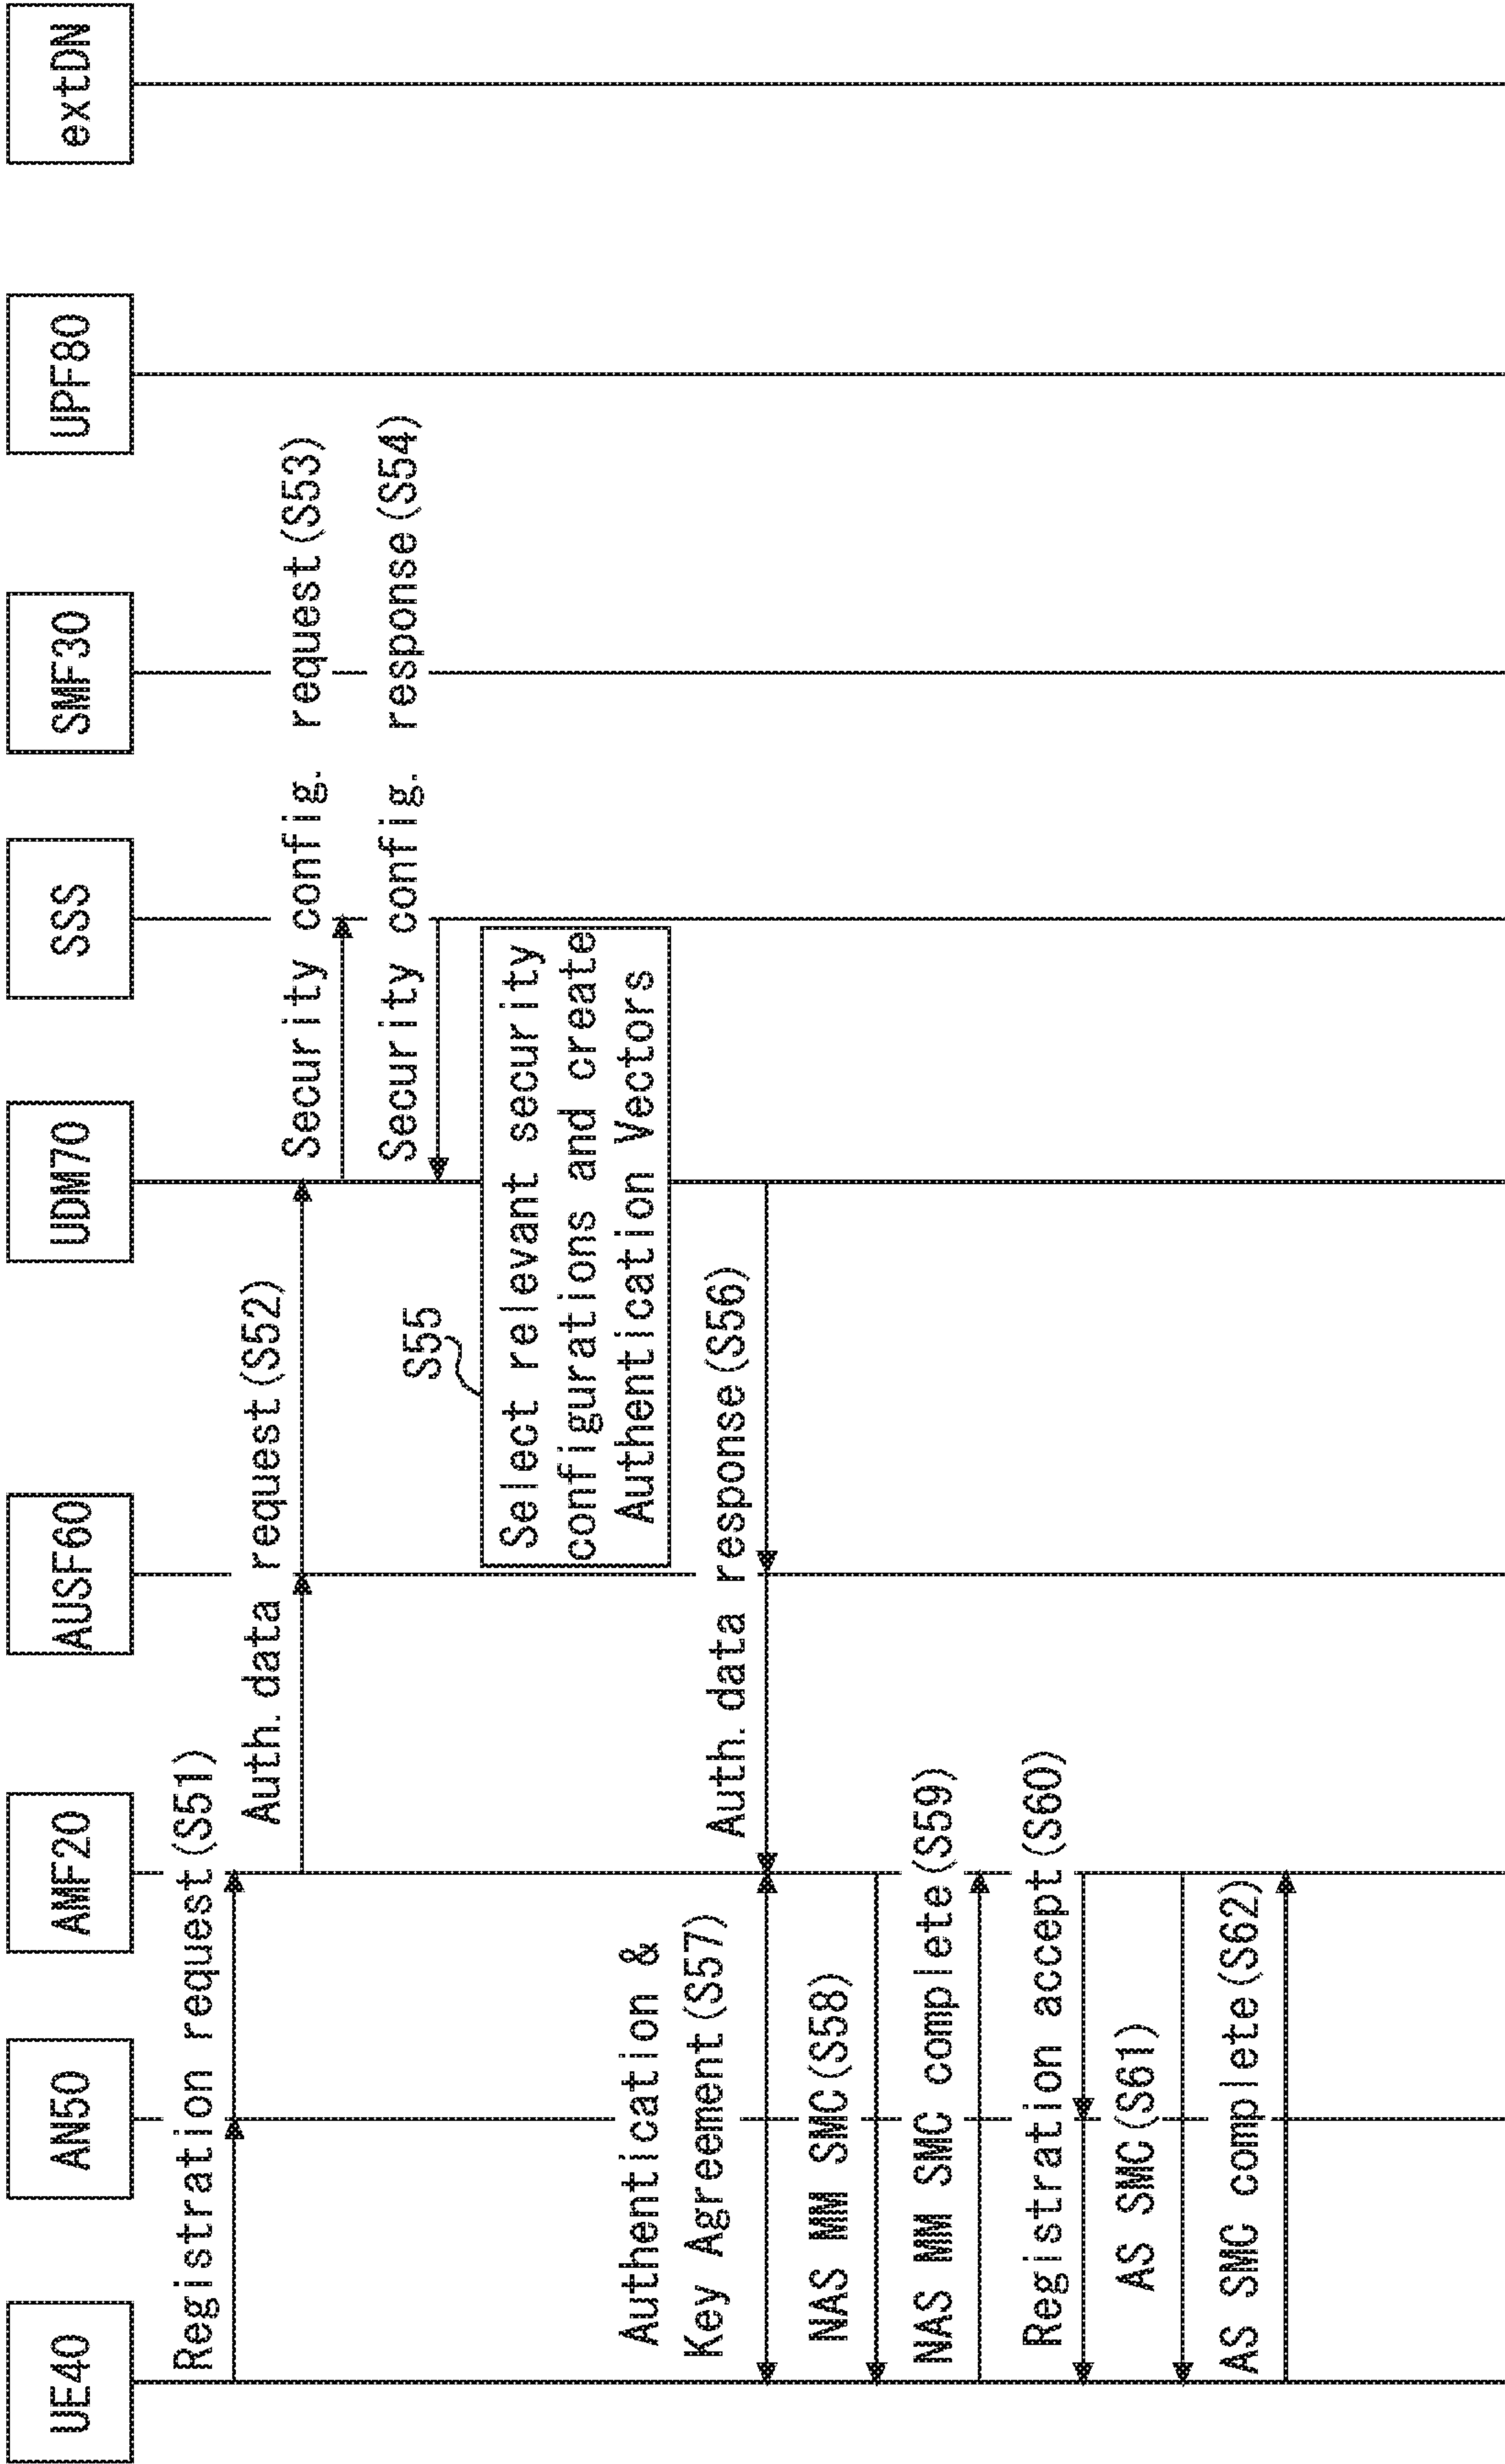 UE40
AN50
AMF20
AUSF60
UDM70
SSS
SMF30
UPF80
extDN
Registration request(S51)
Auth. data request(S52)
Security config. request(S53)
Security config. response(S54)
S55
Select relevant security
configurations and create
Authentication Vectors
Auth. data response(S56)
Authentication &
Key Agreement(S57)
NAS MM SMC(S58)
NAS MM SMC complete(S59)
Registration accept(S60)
AS SMC(S61)
AS SMC complete(S62)